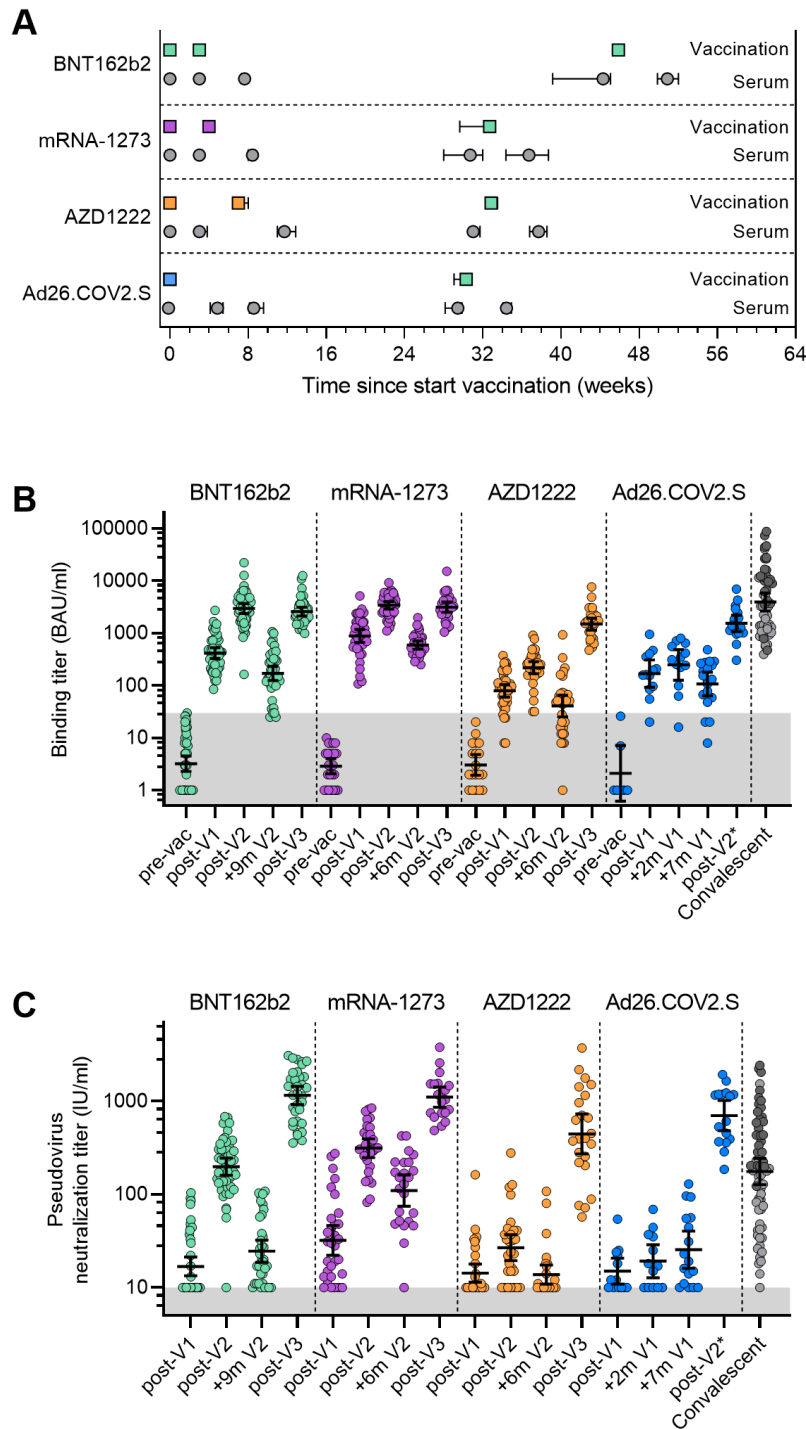 A
BNT162b2
Vaccination
Serum
mRNA-1273
Vaccination
Serum
AZD1222
Vaccination
Serum
Ad26.COV2.S
Vaccination
Serum
0 8 16 24 32 40 48 56 64
Time since start vaccination (weeks)
B
BNT162b2 mRNA-1273 AZD1222 Ad26.COV2.S
Binding titer (BAU/ml)
100000
10000
1000
100
10
1
pre-vac post-V1 post-V2 +9m V2 post-V3 pre-vac post-V1 post-V2 +6m V2 post-V3 pre-vac post-V1 post-V2 +6m V2 post-V3 pre-vac post-V1 +2m V1 +7m V1 post-V2* Convalescent
C
BNT162b2 mRNA-1273 AZD1222 Ad26.COV2.S
Pseudovirus
neutralization titer (IU/ml)
1000
100
10
post-V1 post-V2 +9m V2 post-V3 post-V1 post-V2 +6m V2 post-V3 post-V1 post-V2 +6m V2 post-V3 post-V1 +2m V1 +7m V1 post-V2* Convalescent